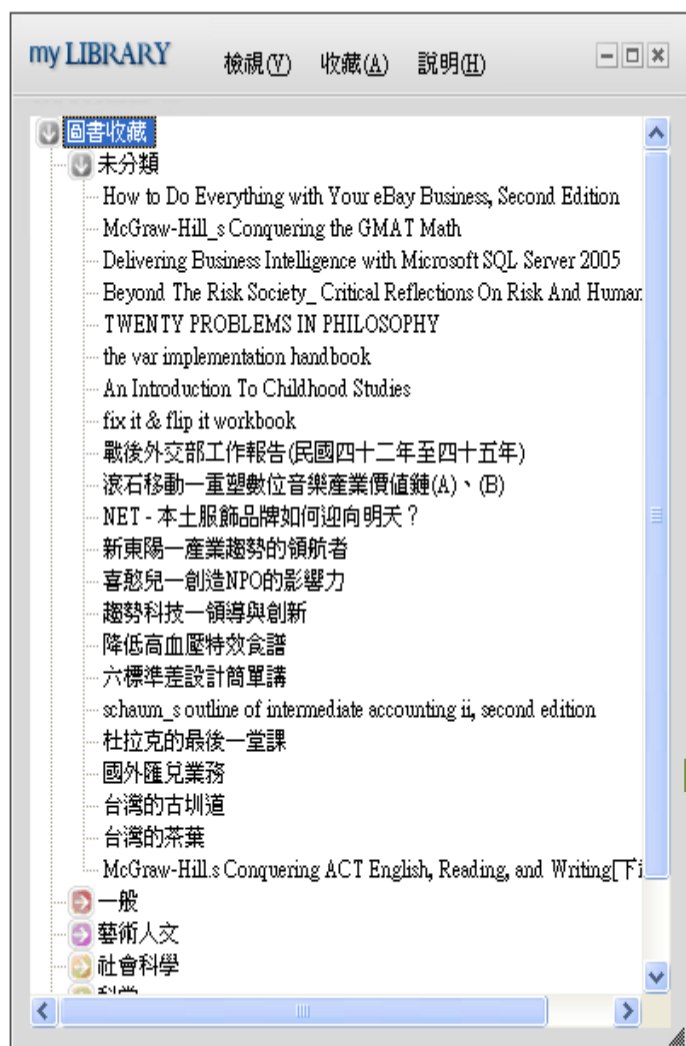 my LIBRARY 檢視(V) 收藏(A) 說明(H)
圖書收藏
未分類
How to Do Everything with Your eBay Business, Second Edition
McGraw-Hill_s Conquering the GMAT Math
Delivering Business Intelligence with Microsoft SQL Server 2005
Beyond The Risk Society_ Critical Reflections On Risk And Human
TWENTY PROBLEMS IN PHILOSOPHY
the var implementation handbook
An Introduction To Childhood Studies
fix it & flip it workbook
戰後外交部工作報告(民國四十二年至四十五年)
滾石移動—重塑數位音樂產業價值鏈(A)、(B)
NET - 本土服飾品牌如何迎向明天？
新東陽—產業趨勢的領航者
喜憨兒—創造NPO的影響力
趨勢科技—領導與創新
降低高血壓特效食譜
六標準差設計簡單講
schaum_s outline of intermediate accounting ii, second edition
杜拉克的最後一堂課
國外匯兌業務
台灣的古圳道
台灣的茶葉
McGraw-Hill.s Conquering ACT English, Reading, and Writing[下
一般
藝術人文
社會科學